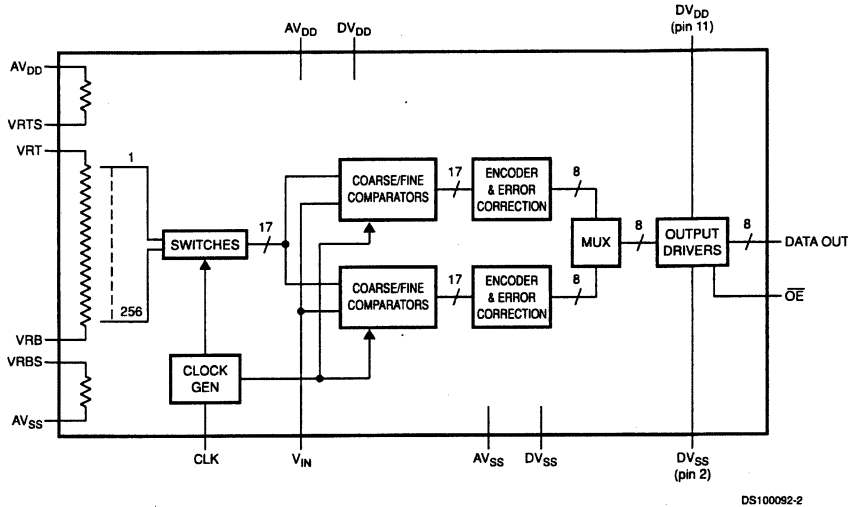 AVDD DVDD DVDD
(pin 11)
AVDD
VRTS
VRT
1
256
VRB
VRBS
AVSS
SWITCHES
17
CLOCK
GEN
COARSE/FINE
COMPARATORS
17
ENCODER
& ERROR
CORRECTION
8
COARSE/FINE
COMPARATORS
17
ENCODER
& ERROR
CORRECTION
8
MUX
8
OUTPUT
DRIVERS
8
DATA OUT
OE
CLK VIN AVSS DVSS DVSS
(pin 2)
DS100092-2